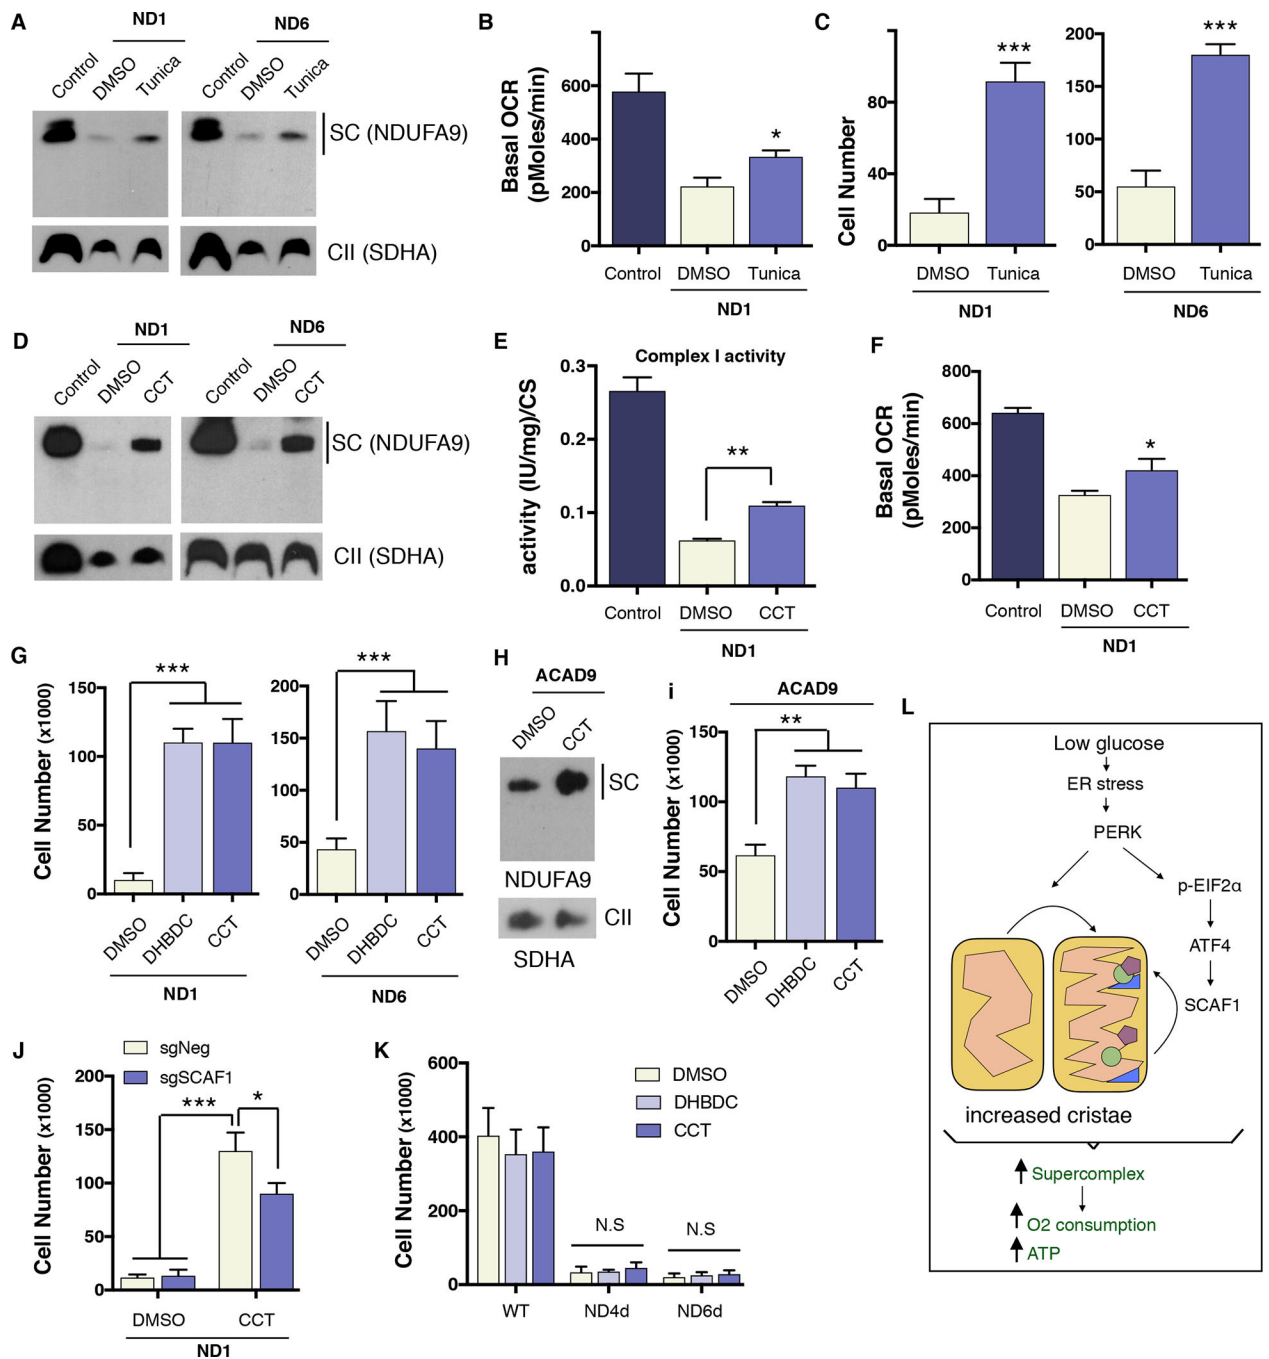 A
ND1
ND6
Control
DMSO
Tunica
Control
DMSO
Tunica
SC (NDUFA9)
CII (SDHA)
B
Basal OCR
(pMoles/min)
600
400
200
0
*
Control
DMSO
Tunica
ND1
C
Cell Number
80
40
0
***
DMSO
Tunica
ND1
200
150
100
50
0
***
DMSO
Tunica
ND6
D
ND1
ND6
Control
DMSO
CCT
Control
DMSO
CCT
SC (NDUFA9)
CII (SDHA)
E
Complex I activity
activity (IU/mg)/CS
0.3
0.2
0.1
0.0
**
Control
DMSO
CCT
ND1
F
Basal OCR
(pMoles/min)
800
600
400
200
0
*
Control
DMSO
CCT
ND1
G
Cell Number (x1000)
150
100
50
0
***
DMSO
DHBDC
CCT
ND1
200
150
100
50
0
***
DMSO
DHBDC
CCT
ND6
H
ACAD9
DMSO
CCT
SC
NDUFA9
CII
SDHA
i
ACAD9
Cell Number (x1000)
150
100
50
0
**
DMSO
DHBDC
CCT
J
sgNeg
sgSCAF1
Cell Number (x1000)
200
150
100
50
0
***
*
DMSO
CCT
ND1
K
Cell Number (x1000)
600
400
200
0
DMSO
DHBDC
CCT
N.S
N.S
WT
ND4d
ND6d
L
Low glucose
ER stress
PERK
p-EIF2α
ATF4
SCAF1
increased cristae
Supercomplex
O2 consumption
ATP